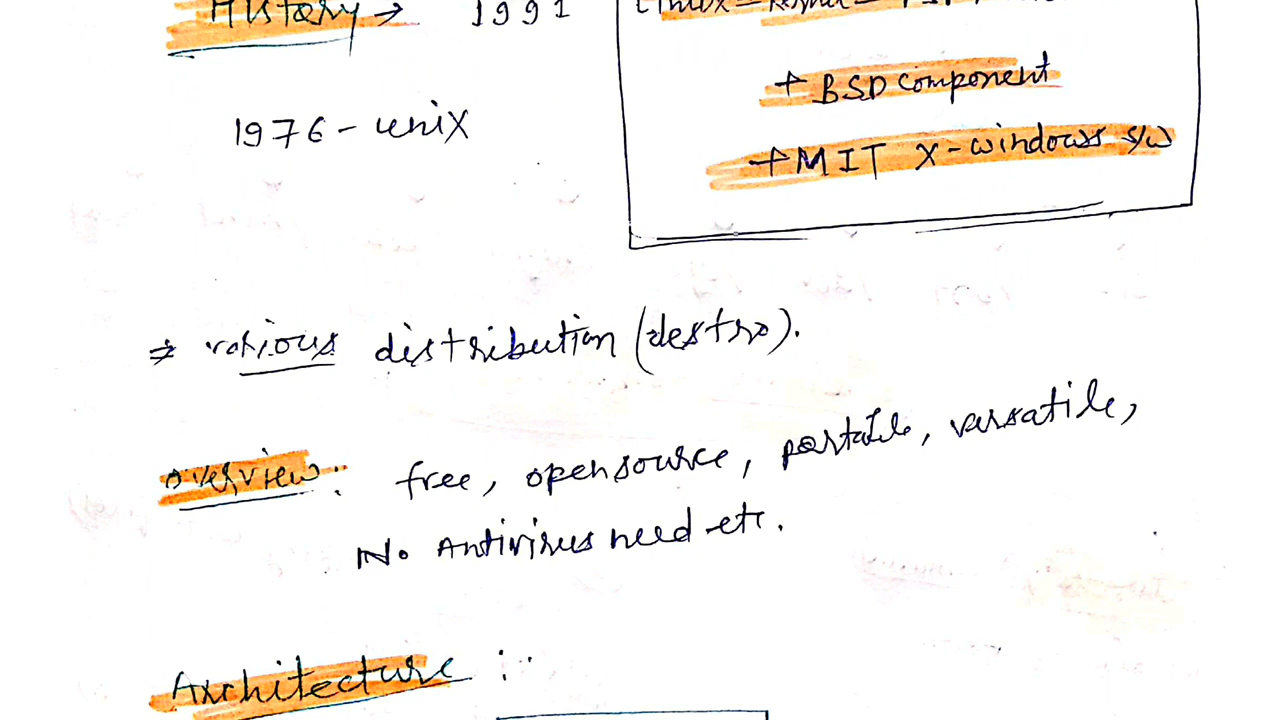 History → 1991
+ BSD component
+ MIT X-windows s/w
1976 - unix
⇒ various distribution (destro).
overview: free, opensource, portable, versatile,
No Antivirus need etc.
Architecture :